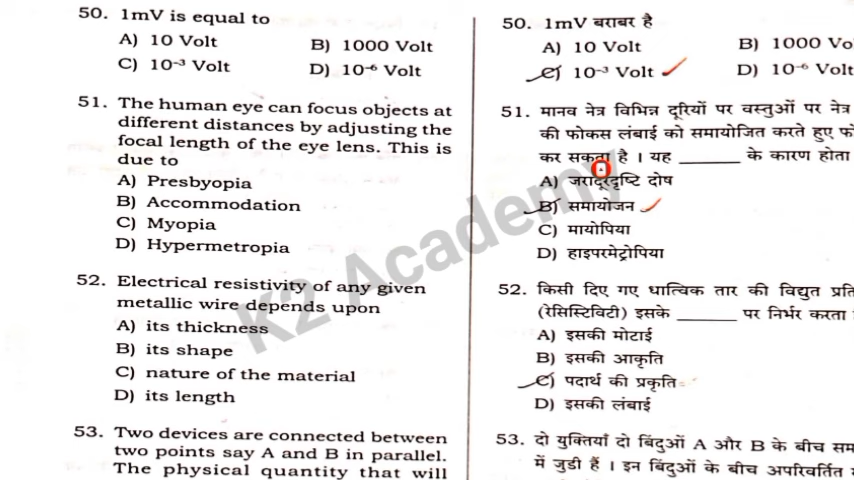 50. 1mV is equal to
A) 10 Volt B) 1000 Volt
C) 10⁻³ Volt D) 10⁻⁶ Volt
51. The human eye can focus objects at
different distances by adjusting the
focal length of the eye lens. This is
due to
A) Presbyopia
B) Accommodation
C) Myopia
D) Hypermetropia
52. Electrical resistivity of any given
metallic wire depends upon
A) its thickness
B) its shape
C) nature of the material
D) its length
53. Two devices are connected between
two points say A and B in parallel.
The physical quantity that will
50. 1mV बराबर है
A) 10 Volt B) 1000 Vo
C) 10⁻³ Volt D) 10⁻⁶ Volt
51. मानव नेत्र विभिन्न दूरियों पर वस्तुओं पर नेत्र
की फोकस लंबाई को समायोजित करते हुए फो
कर सकता है । यह ______ के कारण होता
A) जरादूरदृष्टि दोष
B) समायोजन
C) मायोपिया
D) हाइपरमेट्रोपिया
52. किसी दिए गए धात्विक तार की विद्युत प्रति
(रेसिस्टिविटी) इसके ______ पर निर्भर करता
A) इसकी मोटाई
B) इसकी आकृति
C) पदार्थ की प्रकृति
D) इसकी लंबाई
53. दो युक्तियाँ दो बिंदुओं A और B के बीच सम
में जुडी हैं । इन बिंदुओं के बीच अपरिवर्तित
K2 Academy